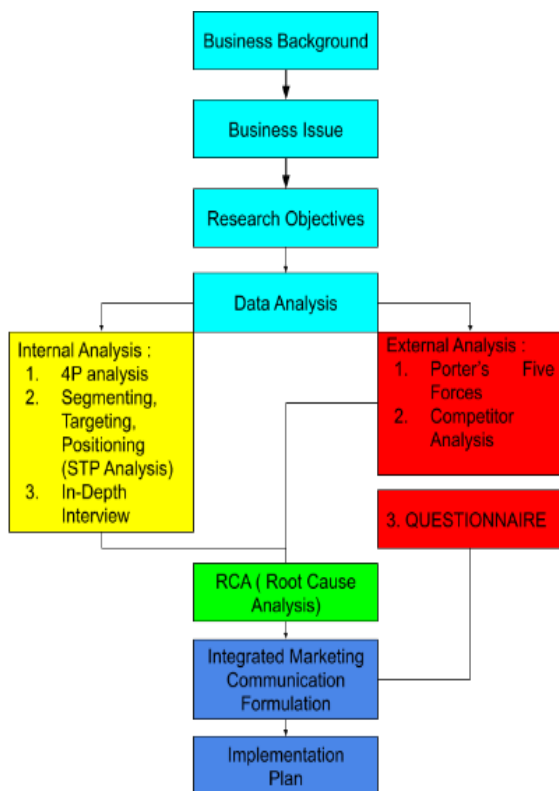 Business Background
Business Issue
Research Objectives
Data Analysis
Internal Analysis :
1. 4P analysis
2. Segmenting,
Targeting,
Positioning
(STP Analysis)
3. In-Depth
Interview
External Analysis :
1. Porter's Five
Forces
2. Competitor
Analysis
3. QUESTIONNAIRE
RCA ( Root Cause
Analysis)
Integrated Marketing
Communication
Formulation
Implementation
Plan